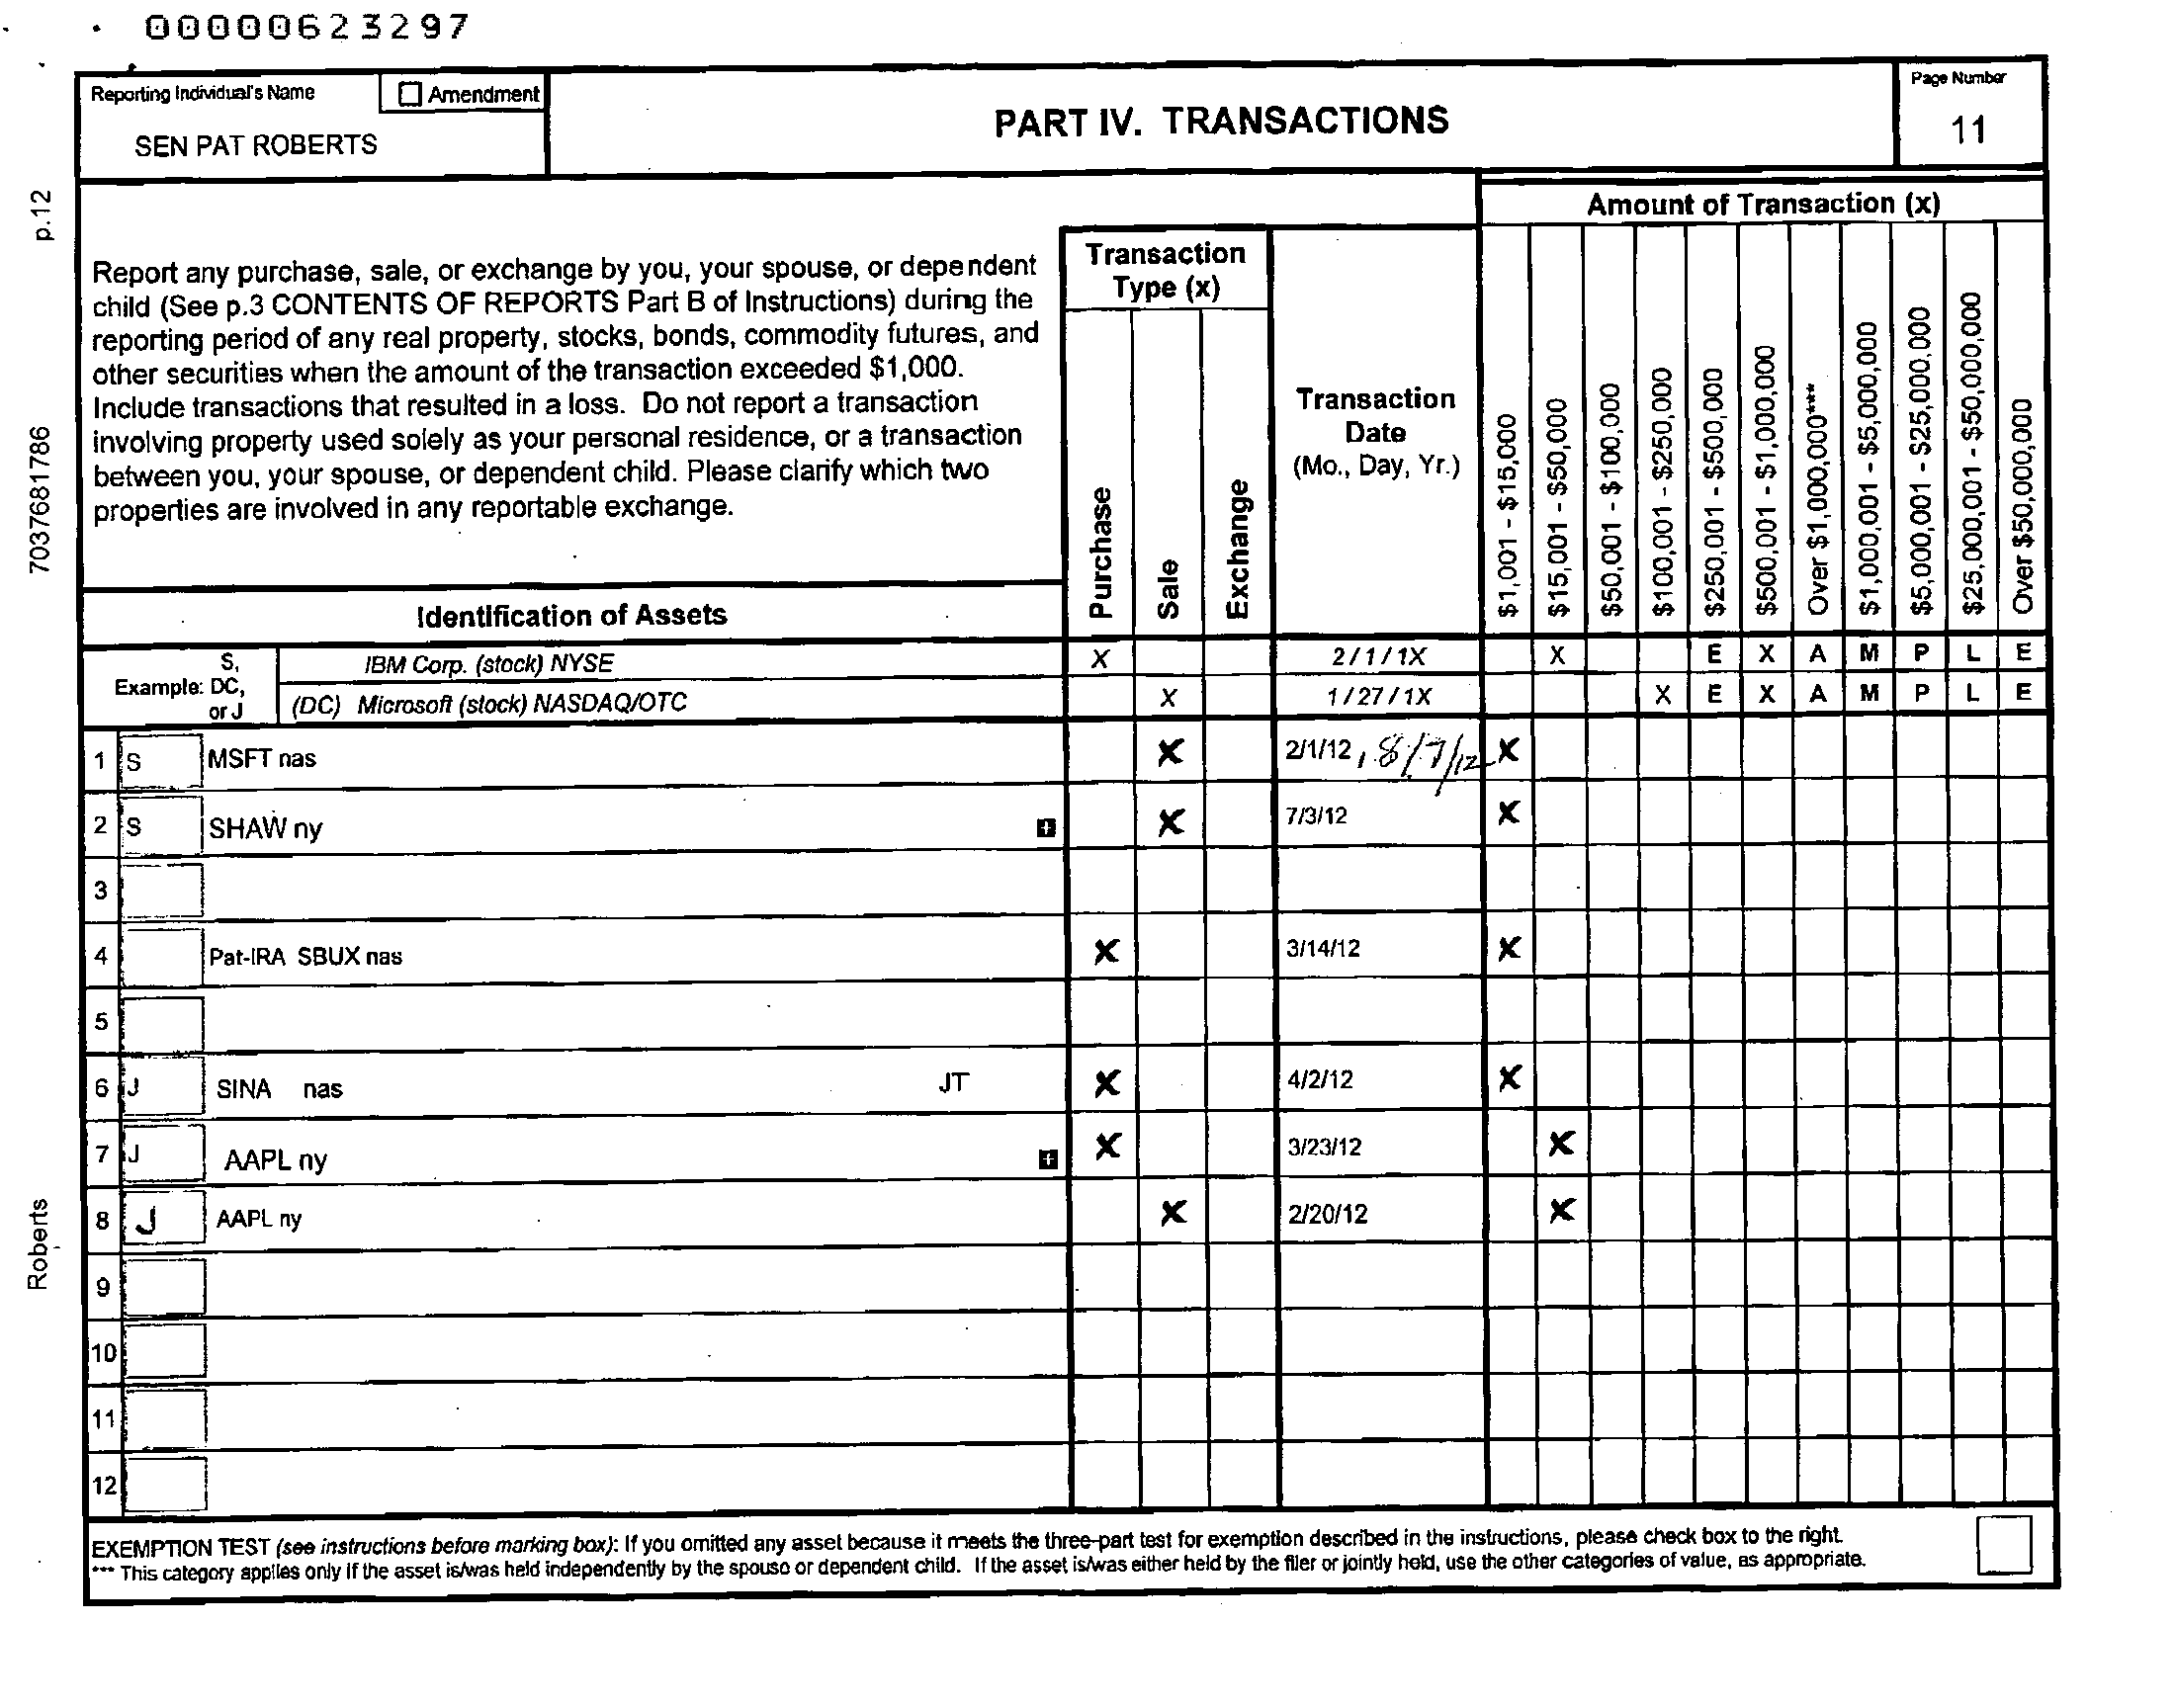 00000623297
Reporting Individual's Name
Amendment
SEN PAT ROBERTS
PART IV. TRANSACTIONS
Page Number
11
p.12
7037681786
Roberts
Report any purchase, sale, or exchange by you, your spouse, or dependent
child (See p.3 CONTENTS OF REPORTS Part B of Instructions) during the
reporting period of any real property, stocks, bonds, commodity futures, and
other securities when the amount of the transaction exceeded $1,000.
Include transactions that resulted in a loss. Do not report a transaction
involving property used solely as your personal residence, or a transaction
between you, your spouse, or dependent child. Please clarify which two
properties are involved in any reportable exchange.
Identification of Assets
Transaction
Type (x)
Purchase
Sale
Exchange
Transaction
Date
(Mo., Day, Yr.)
Amount of Transaction (x)
$1,001 - $15,000
$15,001 - $50,000
$50,001 - $100,000
$100,001 - $250,000
$250,001 - $500,000
$500,001 - $1,000,000
Over $1,000,000***
$1,000,001 - $5,000,000
$5,000,001 - $25,000,000
$25,000,001 - $50,000,000
Over $50,000,000
Example: S, DC, or J
IBM Corp. (stock) NYSE X 2/1/1X X E X A M P L E
(DC) Microsoft (stock) NASDAQ/OTC X 1/27/1X X E X A M P L E
1 S MSFT nas X 2/1/12, 8/7/12 X
2 S SHAW ny + X 7/3/12 X
3
4 Pat-IRA SBUX nas X 3/14/12 X
5
6 J SINA nas JT X 4/2/12 X
7 J AAPL ny + X 3/23/12 X
8 J AAPL ny X 2/20/12 X
9
10
11
12
EXEMPTION TEST (see instructions before marking box): If you omitted any asset because it meets the three-part test for exemption described in the instructions, please check box to the right.
*** This category applies only if the asset is/was held independently by the spouse or dependent child. If the asset is/was either held by the filer or jointly held, use the other categories of value, as appropriate.